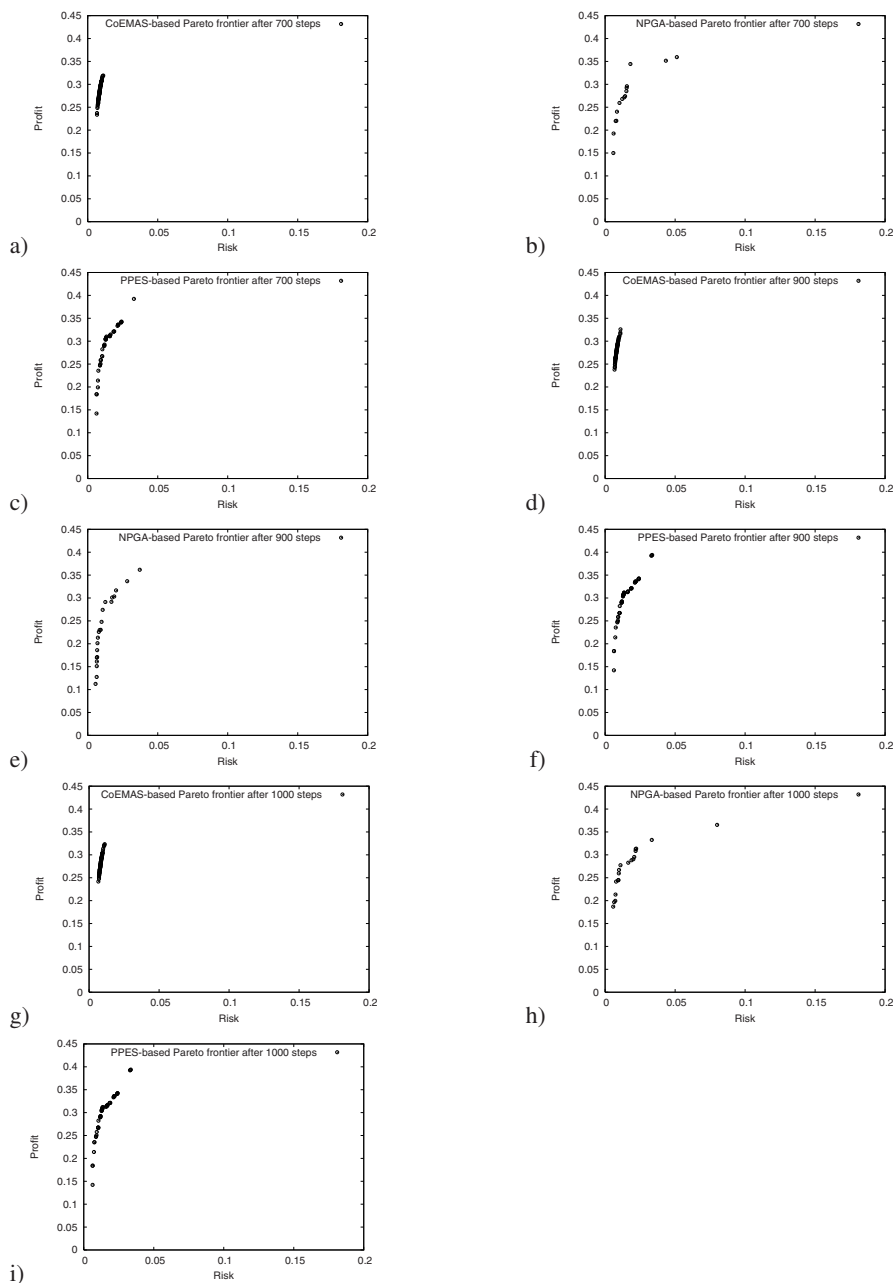 CoEMAS-based Pareto frontier after 700 steps
0.45
0.4
0.35
0.3
0.25
0.2
0.15
0.1
0.05
0
Profit
0 0.05 0.1 0.15 0.2
Risk
a)
NPGA-based Pareto frontier after 700 steps
0.45
0.4
0.35
0.3
0.25
0.2
0.15
0.1
0.05
0
Profit
0 0.05 0.1 0.15 0.2
Risk
b)
PPES-based Pareto frontier after 700 steps
0.45
0.4
0.35
0.3
0.25
0.2
0.15
0.1
0.05
0
Profit
0 0.05 0.1 0.15 0.2
Risk
c)
CoEMAS-based Pareto frontier after 900 steps
0.45
0.4
0.35
0.3
0.25
0.2
0.15
0.1
0.05
0
Profit
0 0.05 0.1 0.15 0.2
Risk
d)
NPGA-based Pareto frontier after 900 steps
0.45
0.4
0.35
0.3
0.25
0.2
0.15
0.1
0.05
0
Profit
0 0.05 0.1 0.15 0.2
Risk
e)
PPES-based Pareto frontier after 900 steps
0.45
0.4
0.35
0.3
0.25
0.2
0.15
0.1
0.05
0
Profit
0 0.05 0.1 0.15 0.2
Risk
f)
CoEMAS-based Pareto frontier after 1000 steps
0.45
0.4
0.35
0.3
0.25
0.2
0.15
0.1
0.05
0
Profit
0 0.05 0.1 0.15 0.2
Risk
g)
NPGA-based Pareto frontier after 1000 steps
0.45
0.4
0.35
0.3
0.25
0.2
0.15
0.1
0.05
0
Profit
0 0.05 0.1 0.15 0.2
Risk
h)
PPES-based Pareto frontier after 1000 steps
0.45
0.4
0.35
0.3
0.25
0.2
0.15
0.1
0.05
0
Profit
0 0.05 0.1 0.15 0.2
Risk
i)